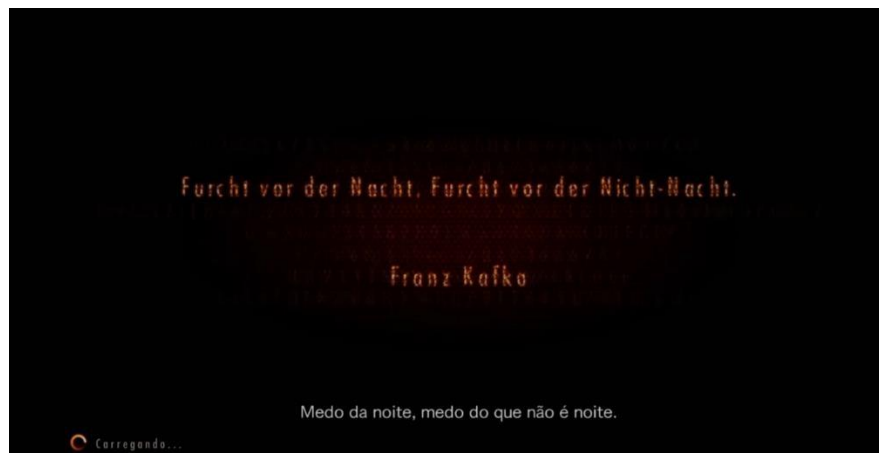 Furcht vor der Nacht. Furcht vor der Nicht-Nacht.
Franz Kafka
Medo da noite, medo do que não é noite.
Carregando...